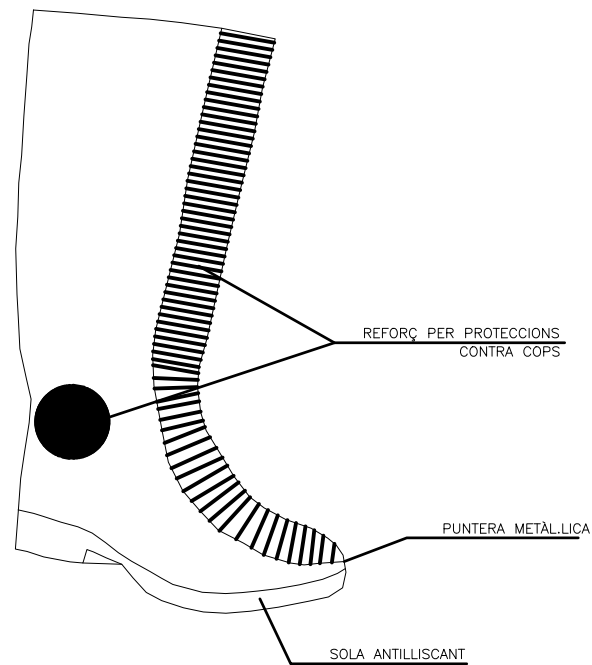 REFORÇ PER PROTECCIONS
CONTRA COPS
PUNTERA METÀL.LICA
SOLA ANTILLISCANT